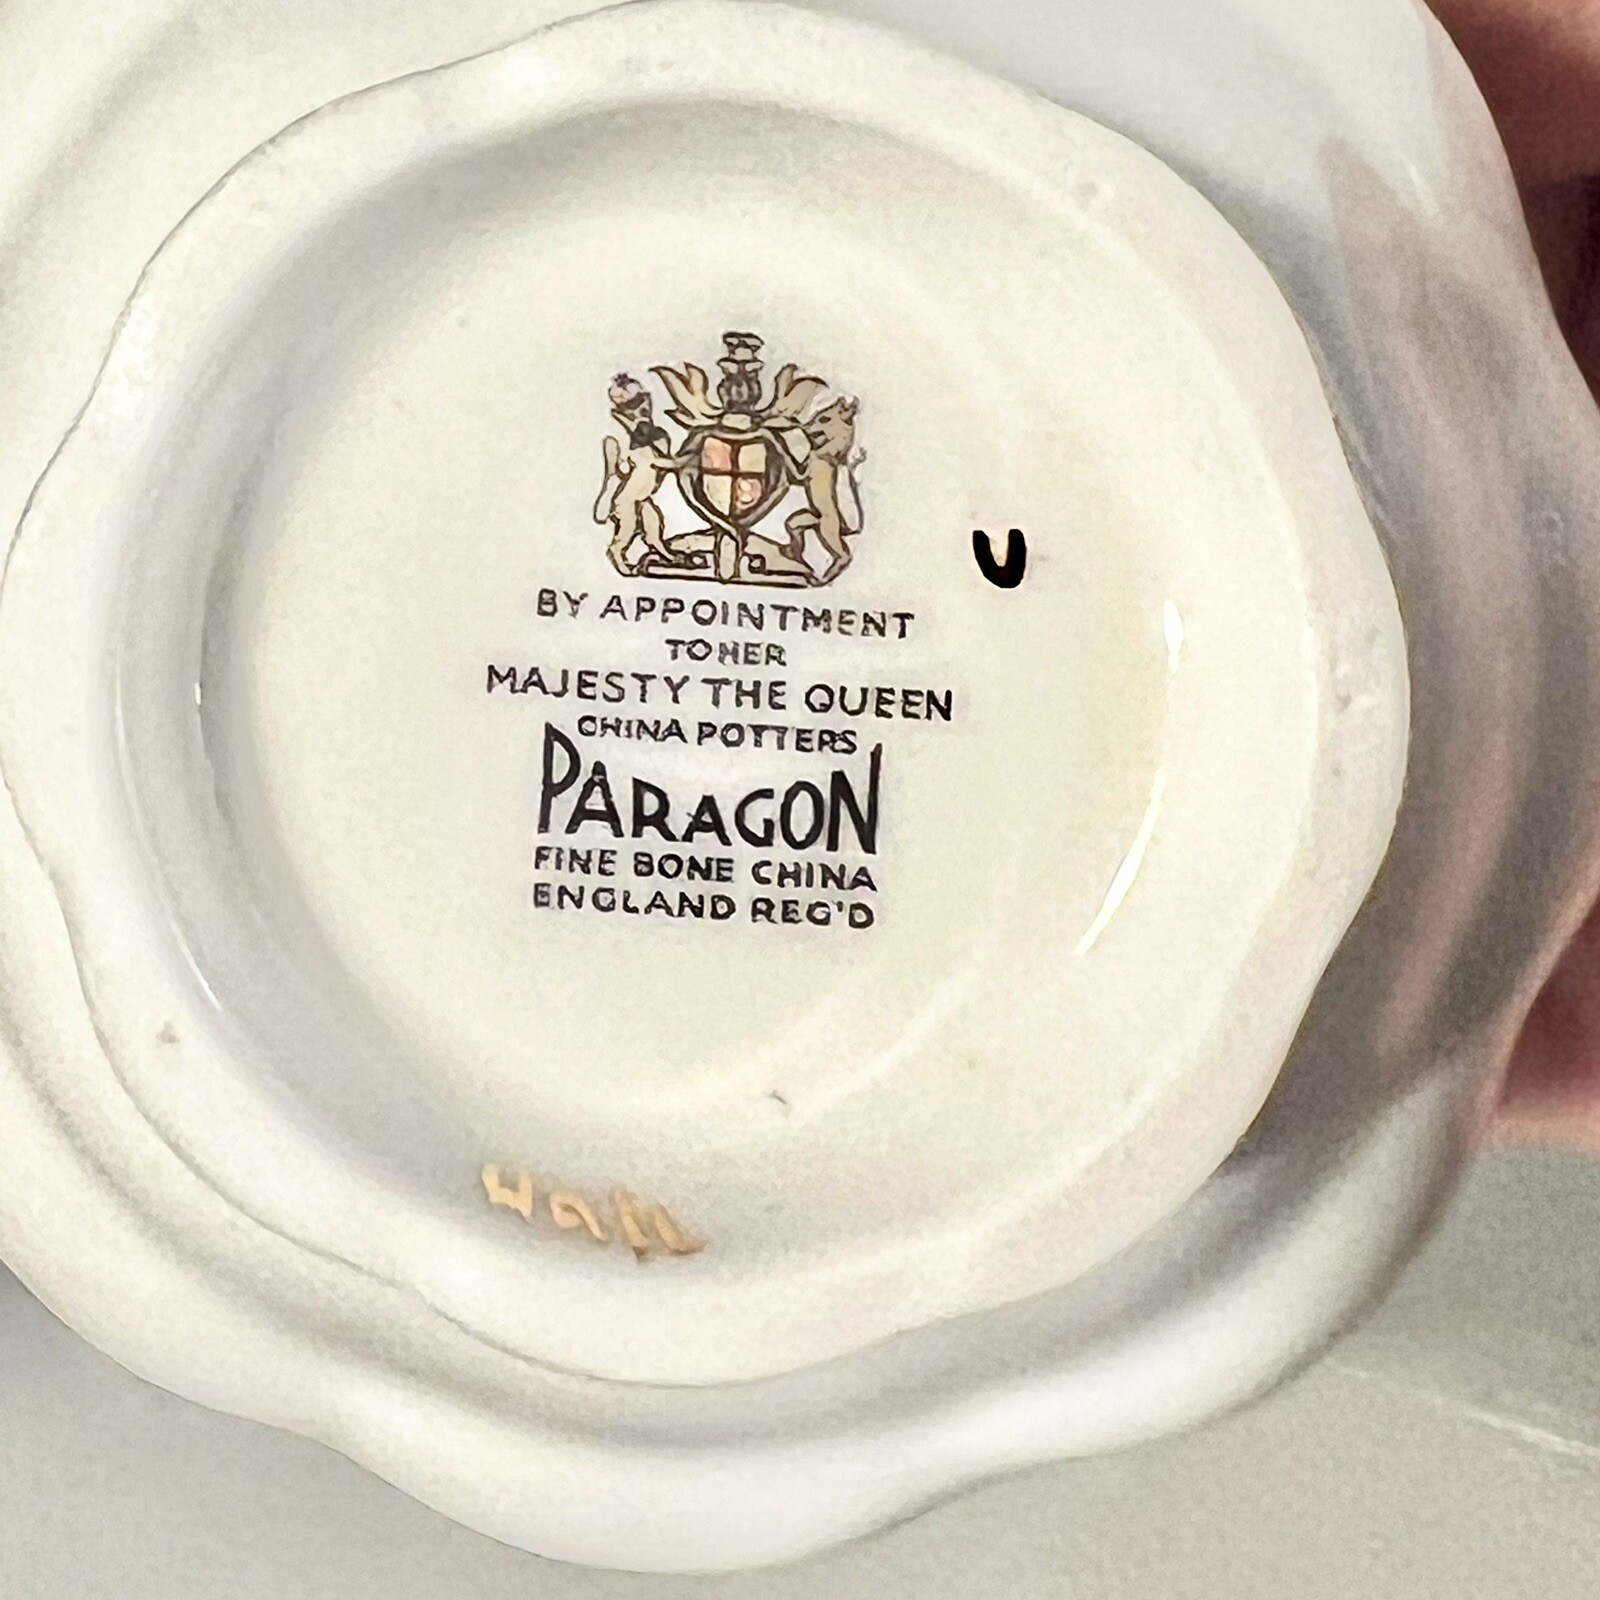 BY APPOINTMENT
TO HER
MAJESTY THE QUEEN
CHINA POTTERS
PARAGON
FINE BONE CHINA
ENGLAND REG'D
U